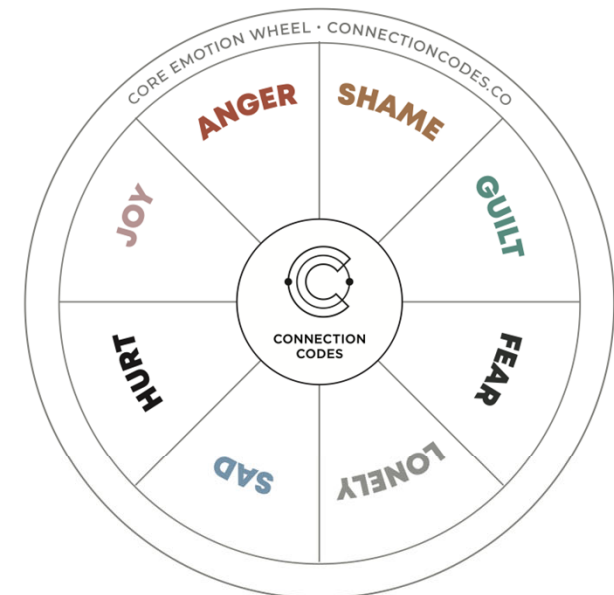 CORE EMOTION WHEEL • CONNECTIONCODES.CO
ANGER
SHAME
GUILT
FEAR
LONELY
SAD
HURT
JOY
CONNECTION
CODES